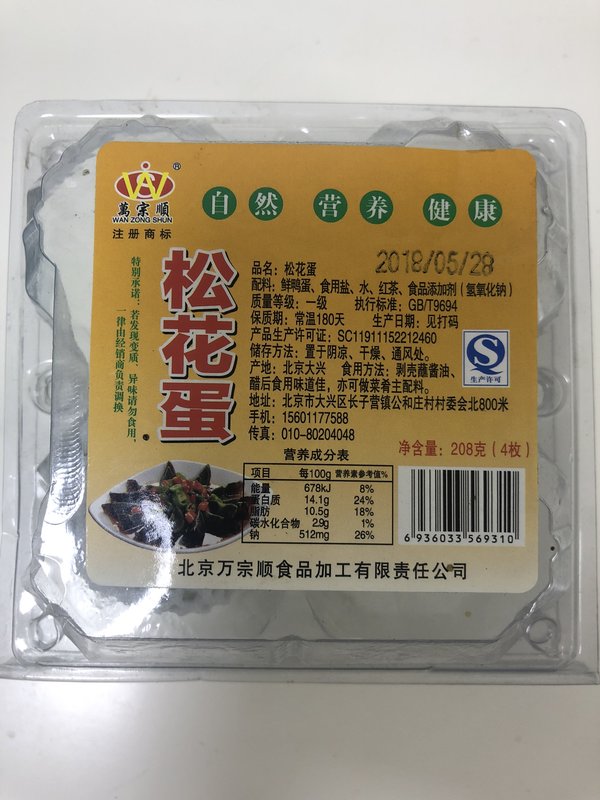 萬宗順®
WAN ZONG SHUN
注册商标
自然 营养 健康
特别承诺:若发现变质、异味请勿食用,
一律由经销商负责调换
松花蛋
2018/05/28
品名:松花蛋
配料:鲜鸭蛋、食用盐、水、红茶、食品添加剂(氢氧化钠)
质量等级:一级 执行标准:GB/T9694
保质期:常温180天 生产日期:见打码
产品生产许可证:SC11911152212460
储存方法:置于阴凉、干燥、通风处。
产地:北京大兴 食用方法:剥壳蘸酱油、
醋后食用味道佳,亦可做菜肴主配料。
地址:北京市大兴区长子营镇公和庄村村委会北800米
手机:15601177588
传真:010-80204048
QS
生产许可
净含量:208克(4枚)
营养成分表
项目 每100g 营养素参考值%
能量 678kJ 8%
蛋白质 14.1g 24%
脂肪 10.5g 18%
碳水化合物 2.9g 1%
钠 512mg 26%
6 936033 569310
北京万宗顺食品加工有限责任公司